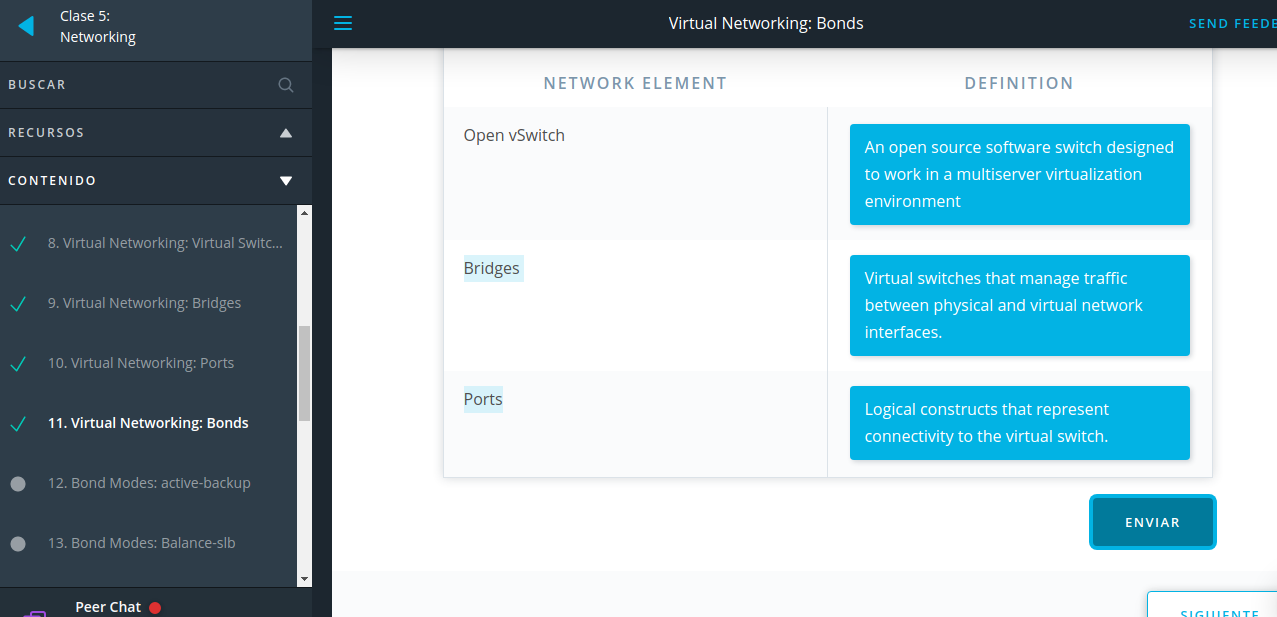 Clase 5:
Networking
Virtual Networking: Bonds
SEND FEEDB
BUSCAR
RECURSOS
CONTENIDO
8. Virtual Networking: Virtual Switc...
9. Virtual Networking: Bridges
10. Virtual Networking: Ports
11. Virtual Networking: Bonds
12. Bond Modes: active-backup
13. Bond Modes: Balance-slb
Peer Chat
NETWORK ELEMENT
DEFINITION
Open vSwitch
An open source software switch designed
to work in a multiserver virtualization
environment
Bridges
Virtual switches that manage traffic
between physical and virtual network
interfaces.
Ports
Logical constructs that represent
connectivity to the virtual switch.
ENVIAR
SIGUIENTE